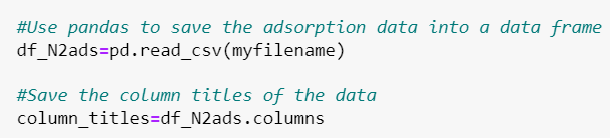 #Use pandas to save the adsorption data into a data frame
df_N2ads=pd.read_csv(myfilename)
#Save the column titles of the data
column_titles=df_N2ads.columns